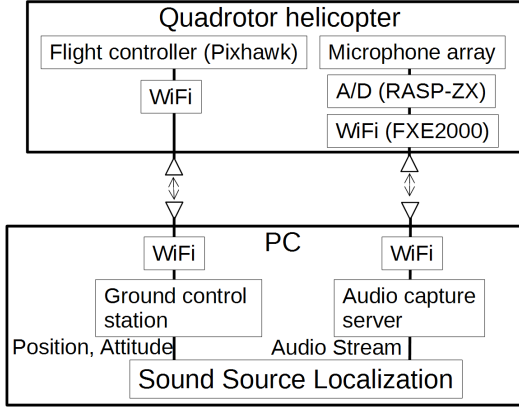 Quadrotor helicopter
Flight controller (Pixhawk)
Microphone array
WiFi
A/D (RASP-ZX)
WiFi (FXE2000)
PC
WiFi
WiFi
Ground control
station
Audio capture
server
Position, Attitude
Audio Stream
Sound Source Localization